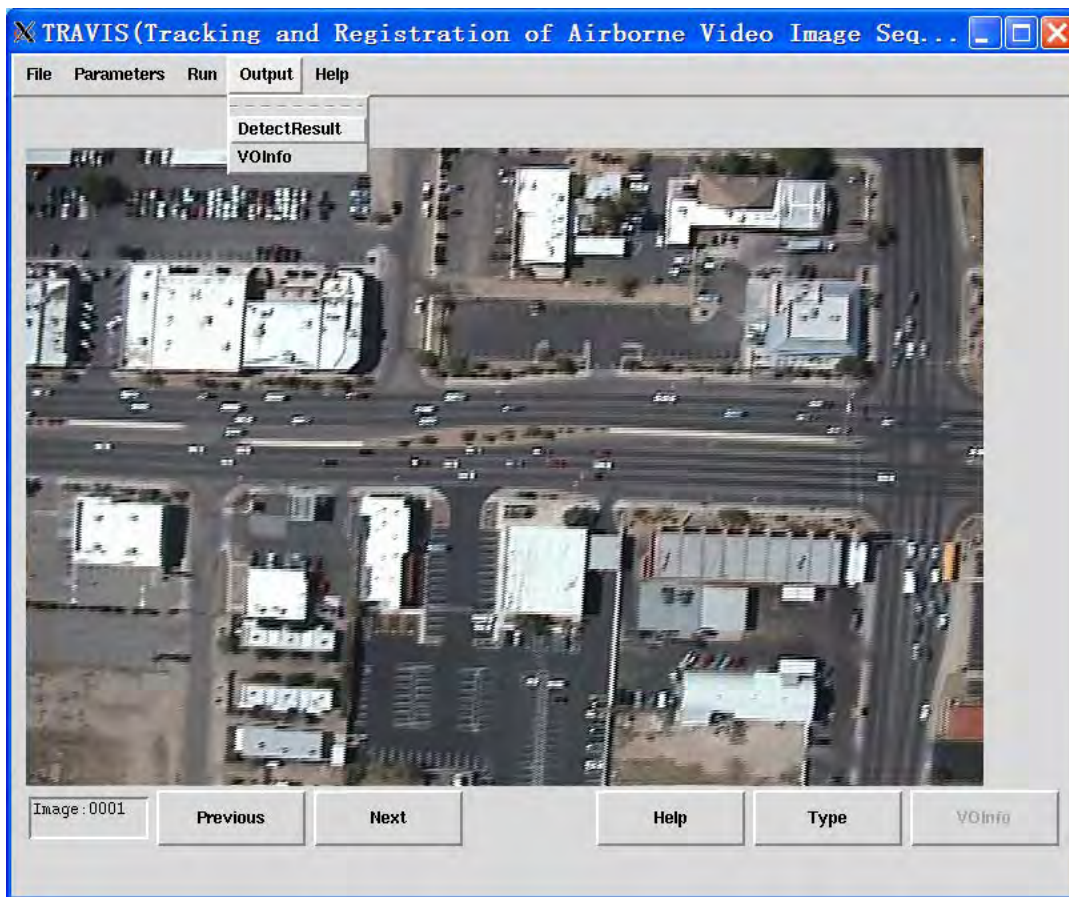 TRAVIS(Tracking and Registration of Airborne Video Image Seq...
File Parameters Run Output Help
DetectResult
VOInfo
Image:0001 Previous Next Help Type VOInfo